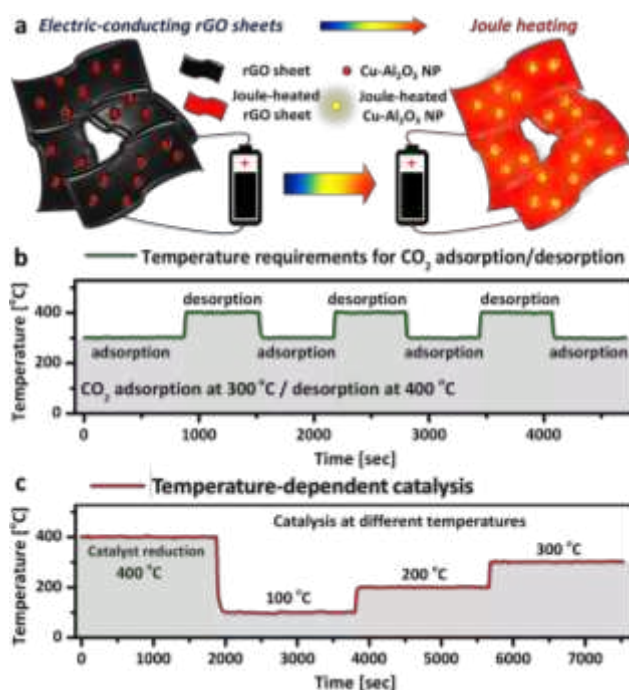 a Electric-conducting rGO sheets Joule heating
rGO sheet Cu-Al₂O₃ NP
Joule-heated rGO sheet Joule-heated Cu-Al₂O₃ NP
+ +
b Temperature requirements for CO₂ adsorption/desorption
Temperature [°C]
400
300
200
desorption desorption desorption
adsorption adsorption adsorption adsorption
CO₂ adsorption at 300 °C / desorption at 400 °C
0 1000 2000 3000 4000
Time [sec]
c Temperature-dependent catalysis
Temperature [°C]
400
200
0
Catalysis at different temperatures
Catalyst reduction
400 °C
100 °C
200 °C
300 °C
0 1000 2000 3000 4000 5000 6000 7000
Time [sec]